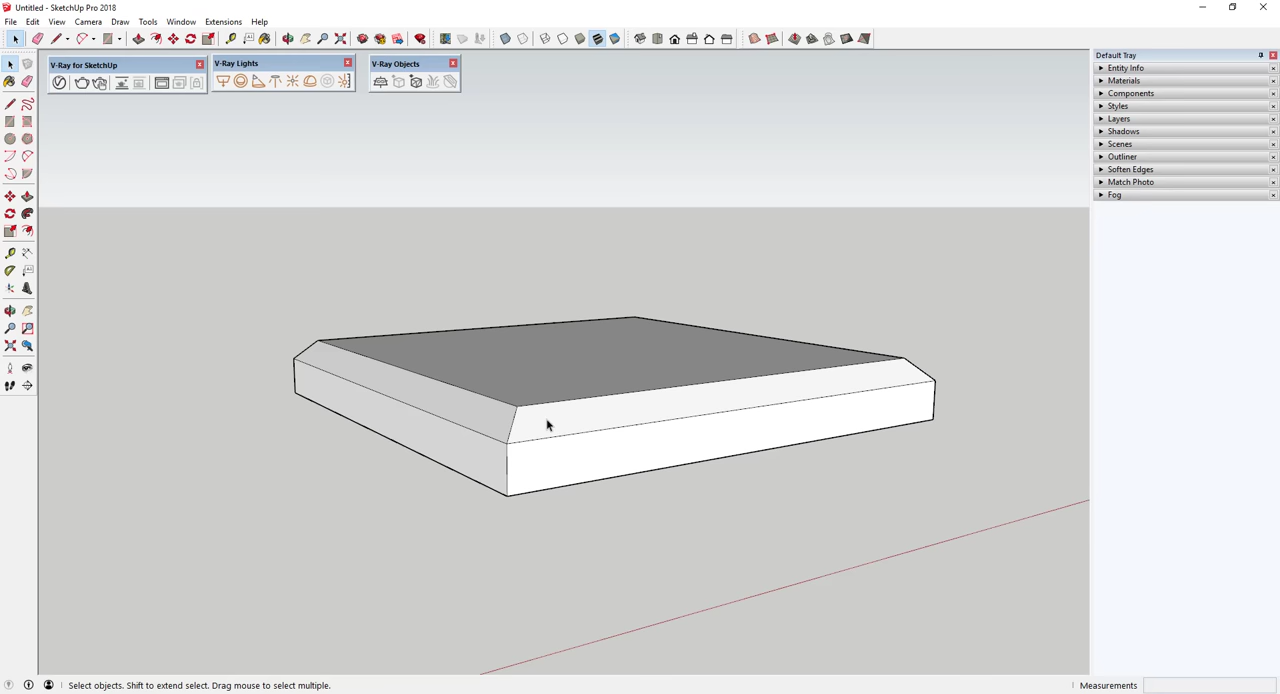 Untitled - SketchUp Pro 2018
File Edit View Camera Draw Tools Window Extensions Help
V-Ray for SketchUp
V-Ray Lights
V-Ray Objects
Default Tray
Entity Info
Materials
Components
Styles
Layers
Shadows
Scenes
Outliner
Soften Edges
Match Photo
Fog
Select objects. Shift to extend select. Drag mouse to select multiple.
Measurements